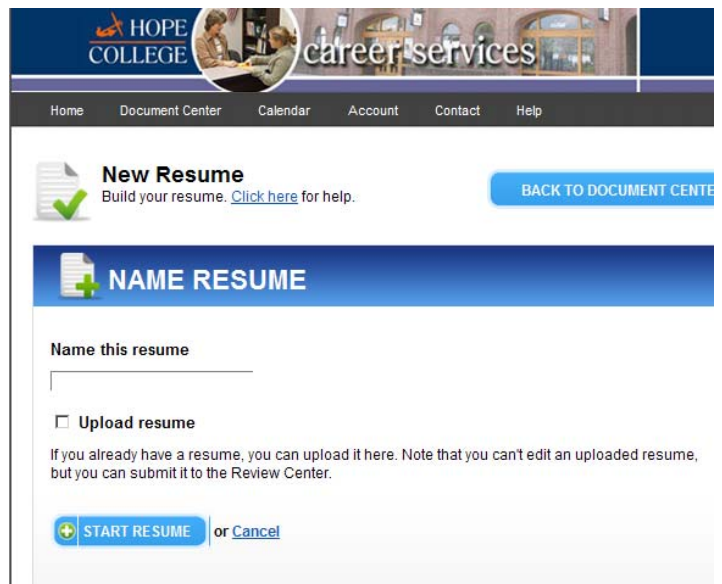 HOPE
COLLEGE
career services
Home Document Center Calendar Account Contact Help
New Resume
Build your resume. Click here for help.
BACK TO DOCUMENT CENTE
NAME RESUME
Name this resume
Upload resume
If you already have a resume, you can upload it here. Note that you can't edit an uploaded resume,
but you can submit it to the Review Center.
START RESUME or Cancel